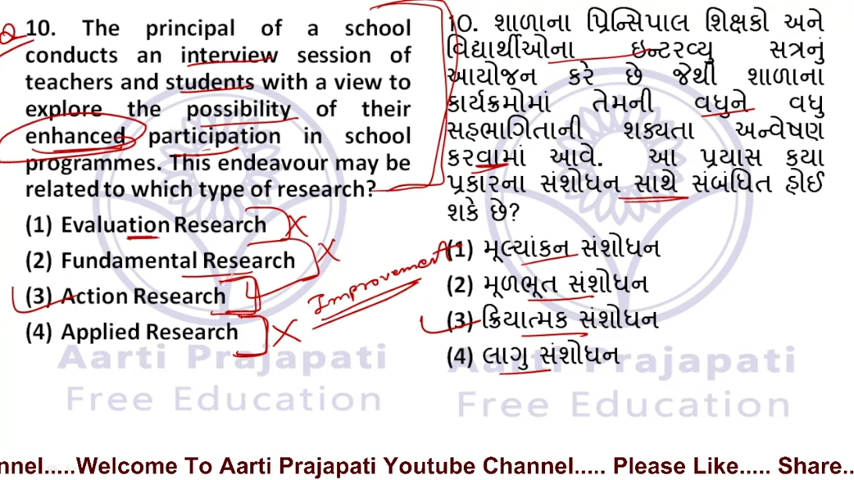 10. The principal of a school
conducts an interview session of
teachers and students with a view to
explore the possibility of their
enhanced participation in school
programmes. This endeavour may be
related to which type of research?
(1) Evaluation Research
(2) Fundamental Research
(3) Action Research
(4) Applied Research
Improvement
10. શાળાના પ્રિન્સિપાલ શિક્ષકો અને
વિદ્યાર્થીઓના ઇન્ટરવ્યુ સત્રનું
આયોજન કરે છે જેથી શાળાના
કાર્યક્રમોમાં તેમની વધુને વધુ
સહભાગિતાની શક્યતા અન્વેષણ
કરવામાં આવે. આ પ્રયાસ કયા
પ્રકારના સંશોધન સાથે સંબંધિત હોઈ
શકે છે?
(1) મૂલ્યાંકન સંશોધન
(2) મૂળભૂત સંશોધન
(3) ક્રિયાત્મક સંશોધન
(4) લાગુ સંશોધન
Aarti Prajapati
Free Education
Aarti Prajapati
Free Education
nnel.....Welcome To Aarti Prajapati Youtube Channel..... Please Like..... Share..